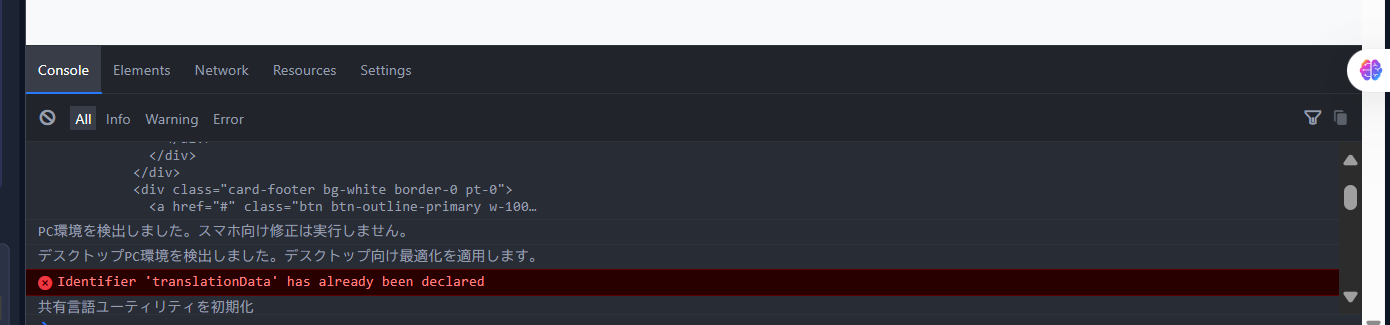 Console Elements Network Resources Settings
All Info Warning Error
</div>
</div>
<div class="card-footer bg-white border-0 pt-0">
<a href="#" class="btn btn-outline-primary w-100…
PC環境を検出しました。スマホ向け修正は実行しません。
デスクトップPC環境を検出しました。デスクトップ向け最適化を適用します。
Identifier 'translationData' has already been declared
共有言語ユーティリティを初期化